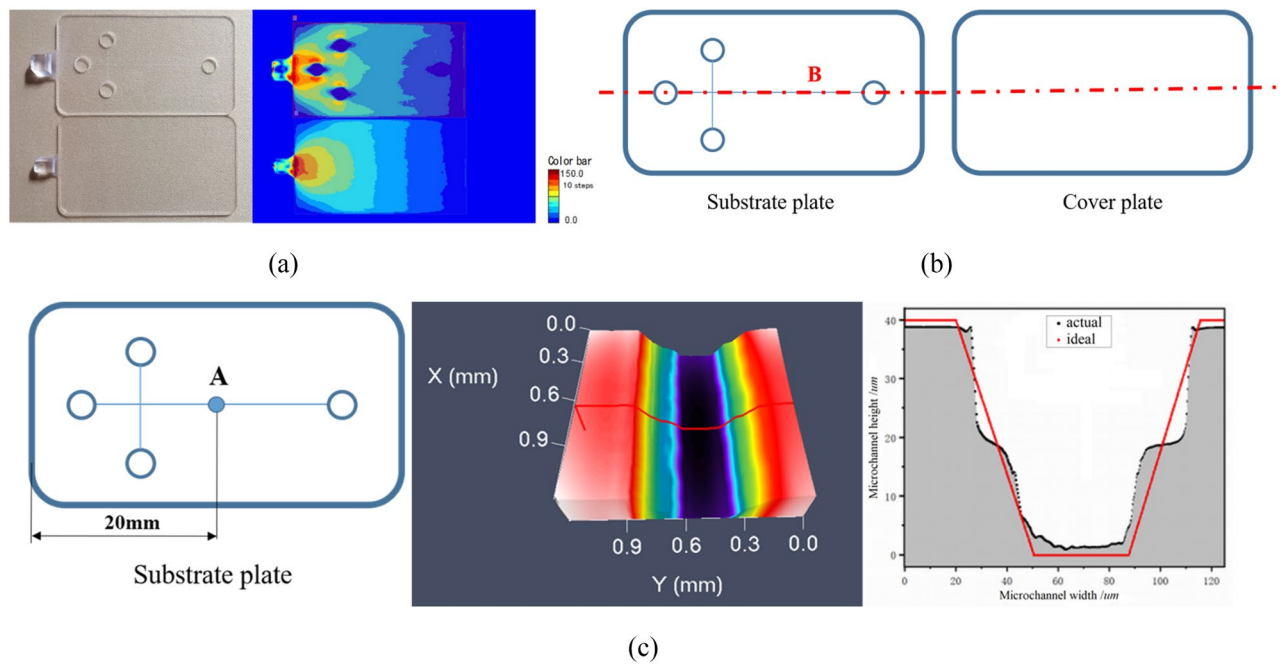 Color bar
150.0
10 steps
0.0
(a)
B
Substrate plate
Cover plate
(b)
A
20mm
Substrate plate
0.0
0.3
X (mm)
0.6
0.9
0.9
0.6
0.3
0.0
Y (mm)
actual
ideal
40
30
20
10
0
Microchannel height /um
0
20
40
60
80
100
120
Microchannel width /um
(c)